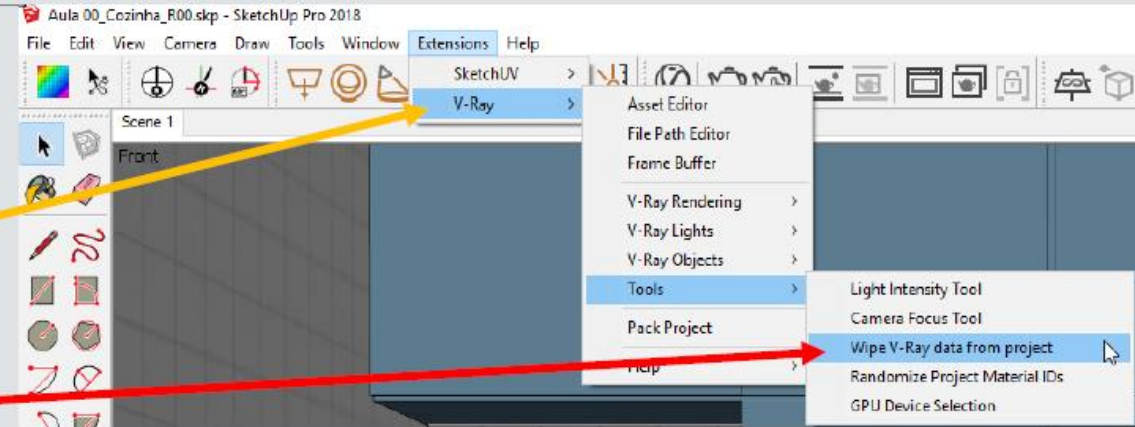 Aula 00_Cozinha_R00.skp - SketchUp Pro 2018
File Edit View Camera Draw Tools Window Extensions Help
SketchUV
V-Ray
Scene 1
Front
Asset Editor
File Path Editor
Frame Buffer
V-Ray Rendering
V-Ray Lights
V-Ray Objects
Tools
Pack Project
Help
Light Intensity Tool
Camera Focus Tool
Wipe V-Ray data from project
Randomize Project Material IDs
GPU Device Selection